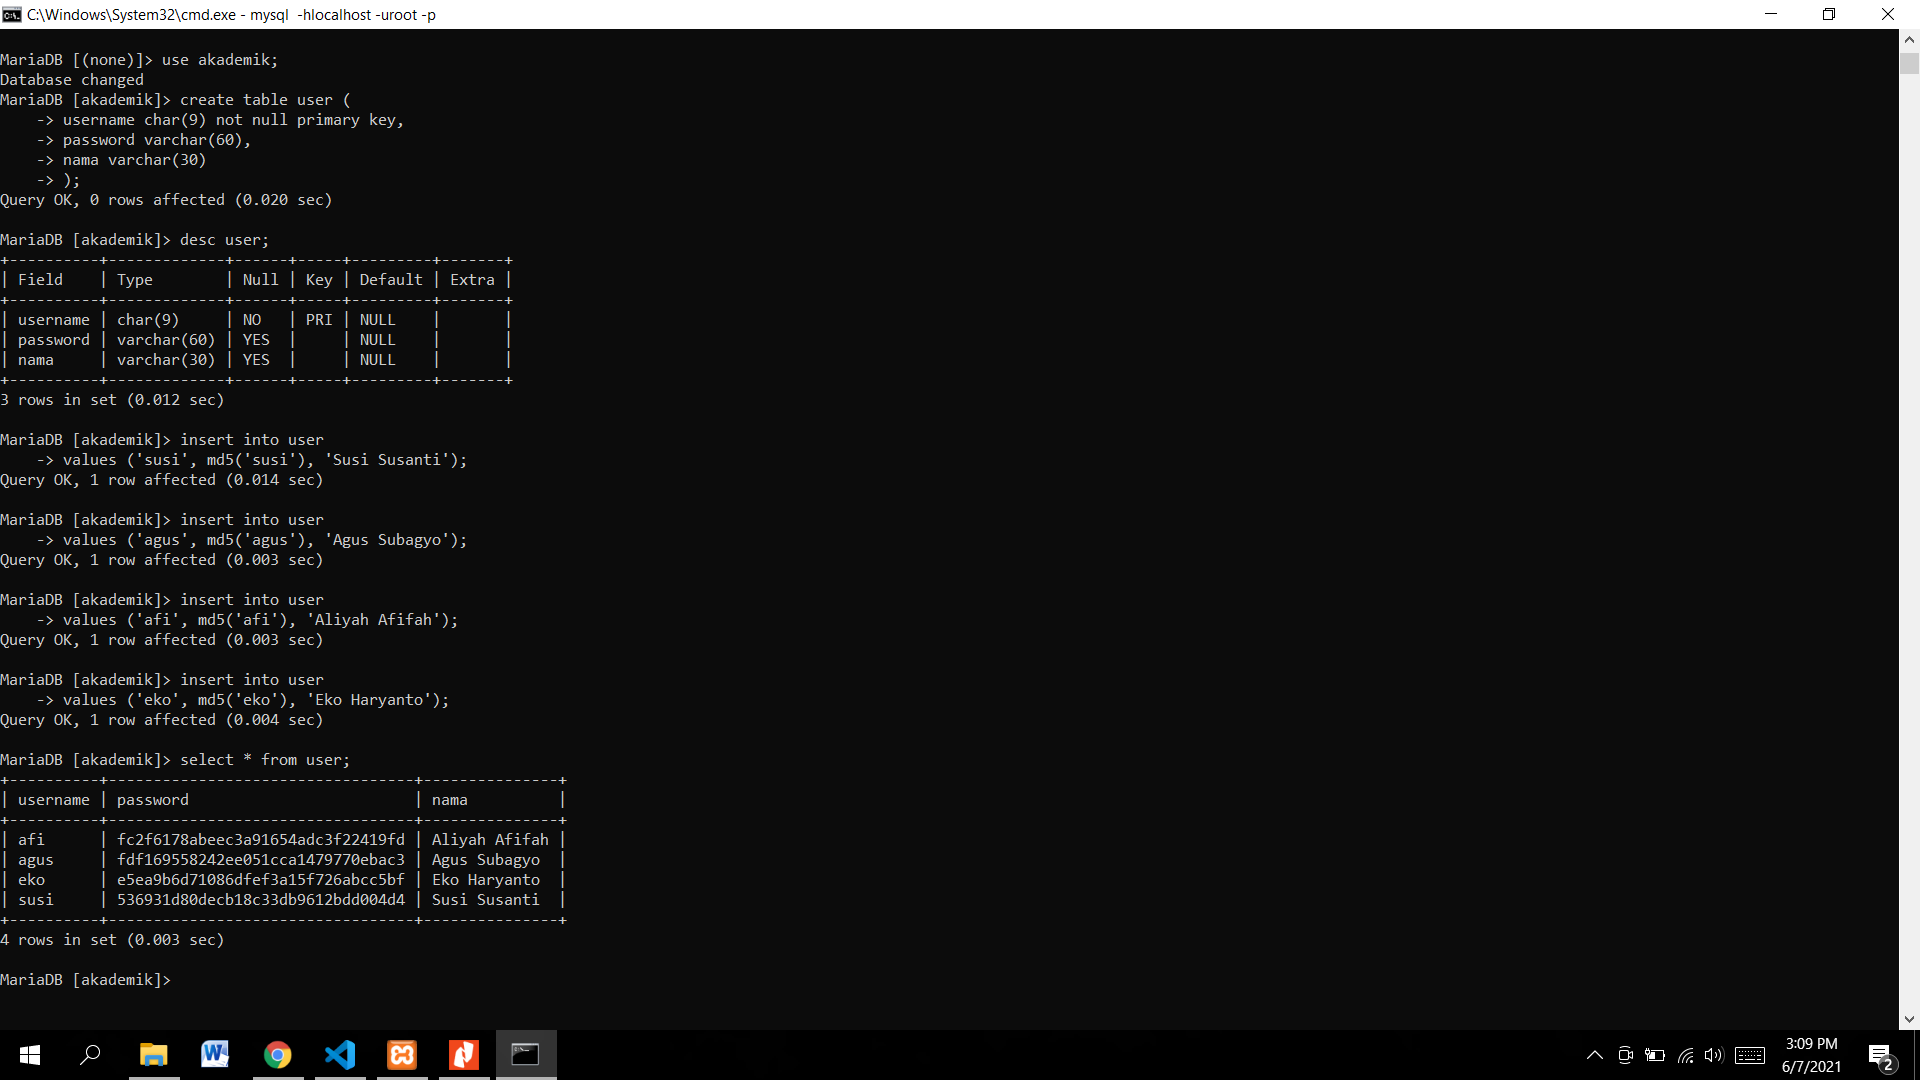 C:\Windows\System32\cmd.exe - mysql  -hlocalhost -uroot -p
MariaDB [(none)]> use akademik;
Database changed
MariaDB [akademik]> create table user (
    -> username char(9) not null primary key,
    -> password varchar(60),
    -> nama varchar(30)
    -> );
Query OK, 0 rows affected (0.020 sec)
MariaDB [akademik]> desc user;
+----------+-------------+------+-----+---------+-------+
| Field    | Type        | Null | Key | Default | Extra |
+----------+-------------+------+-----+---------+-------+
| username | char(9)     | NO   | PRI | NULL    |       |
| password | varchar(60) | YES  |     | NULL    |       |
| nama     | varchar(30) | YES  |     | NULL    |       |
+----------+-------------+------+-----+---------+-------+
3 rows in set (0.012 sec)
MariaDB [akademik]> insert into user
    -> values ('susi', md5('susi'), 'Susi Susanti');
Query OK, 1 row affected (0.014 sec)
MariaDB [akademik]> insert into user
    -> values ('agus', md5('agus'), 'Agus Subagyo');
Query OK, 1 row affected (0.003 sec)
MariaDB [akademik]> insert into user
    -> values ('afi', md5('afi'), 'Aliyah Afifah');
Query OK, 1 row affected (0.003 sec)
MariaDB [akademik]> insert into user
    -> values ('eko', md5('eko'), 'Eko Haryanto');
Query OK, 1 row affected (0.004 sec)
MariaDB [akademik]> select * from user;
+----------+----------------------------------+---------------+
| username | password                         | nama          |
+----------+----------------------------------+---------------+
| afi      | fc2f6178abeec3a91654adc3f22419fd | Aliyah Afifah |
| agus     | fdf169558242ee051cca1479770ebac3 | Agus Subagyo  |
| eko      | e5ea9b6d71086dfef3a15f726abcc5bf | Eko Haryanto  |
| susi     | 536931d80decb18c33db9612bdd004d4 | Susi Susanti  |
+----------+----------------------------------+---------------+
4 rows in set (0.003 sec)
MariaDB [akademik]>
3:09 PM
6/7/2021
2